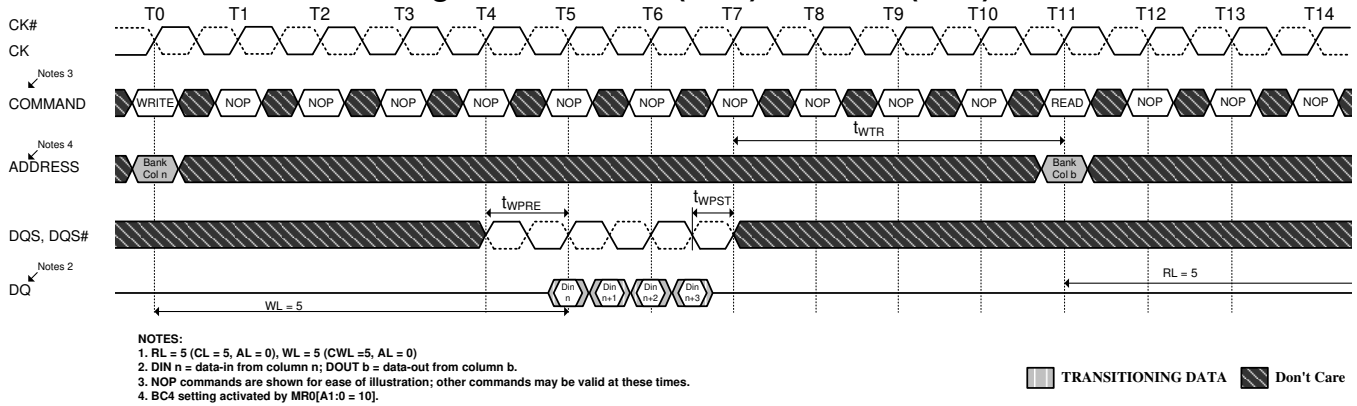 T0 T1 T2 T3 T4 T5 T6 T7 T8 T9 T10 T11 T12 T13 T14
CK#
CK
Notes 3
COMMAND WRITE NOP NOP NOP NOP NOP NOP NOP NOP NOP NOP READ NOP NOP NOP
tWTR
Notes 4
ADDRESS Bank Col n Bank Col b
tWPRE tWPST
DQS, DQS#
Notes 2
DQ Din n Din n+1 Din n+2 Din n+3
RL = 5
WL = 5
NOTES:
1. RL = 5 (CL = 5, AL = 0), WL = 5 (CWL =5, AL = 0)
2. DIN n = data-in from column n; DOUT b = data-out from column b.
3. NOP commands are shown for ease of illustration; other commands may be valid at these times.
4. BC4 setting activated by MR0[A1:0 = 10].
TRANSITIONING DATA Don't Care